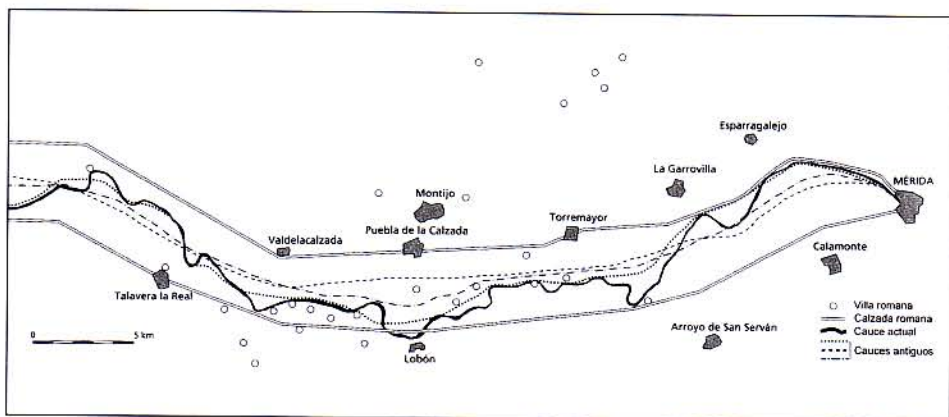 Esparragalejo
La Garrovilla
MÉRIDA
Montijo
Torremayor
Puebla de la Calzada
Valdelacalzada
Calamonte
Talavera la Real
Villa romana
Calzada romana
Arroyo de San Serván
Cauce actual
0 5 km
Lobón
Cauces antiguos